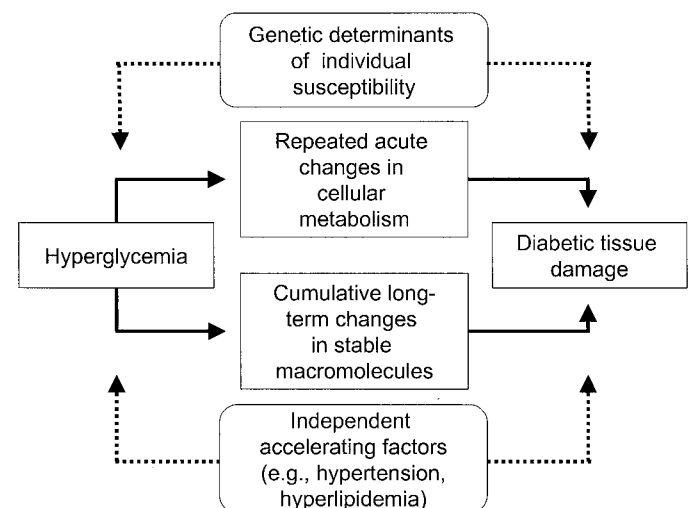 Genetic determinants
of individual
susceptibility
Repeated acute
changes in
cellular
metabolism
Hyperglycemia
Diabetic tissue
damage
Cumulative long-
term changes
in stable
macromolecules
Independent
accelerating factors
(e.g., hypertension,
hyperlipidemia)